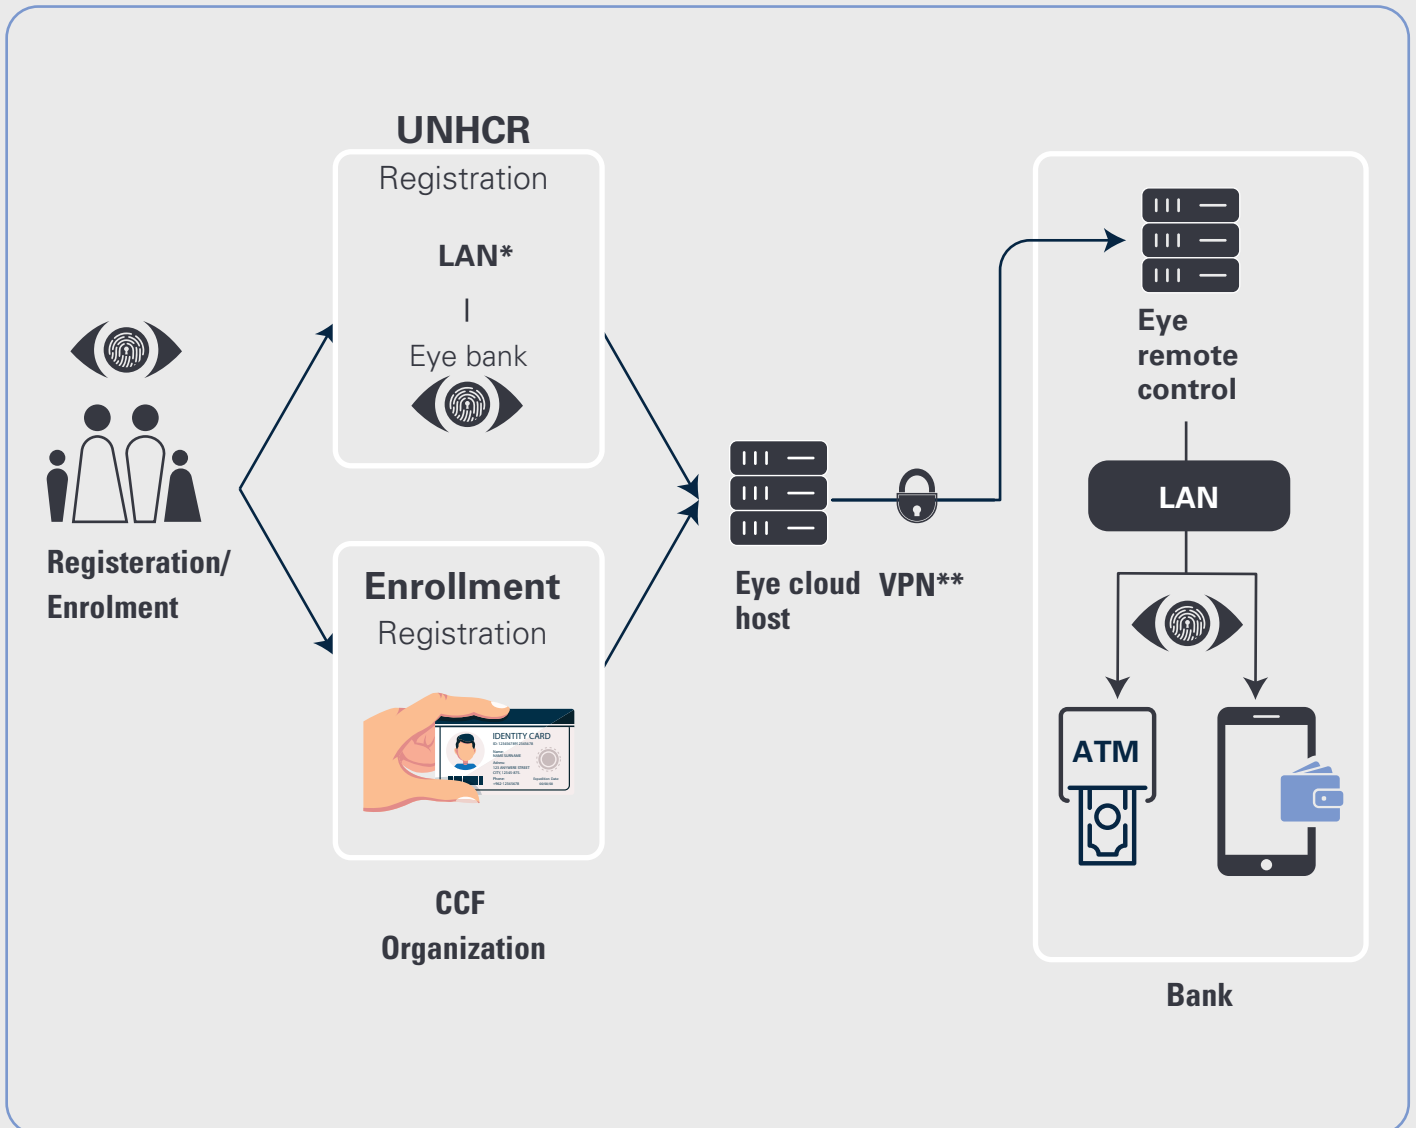 UNHCR
Registration
LAN*
Eye bank
Registeration/
Enrolment
Enrollment
Registration
IDENTITY CARD
CCF
Organization
Eye cloud
host
VPN**
Eye
remote
control
LAN
ATM
Bank